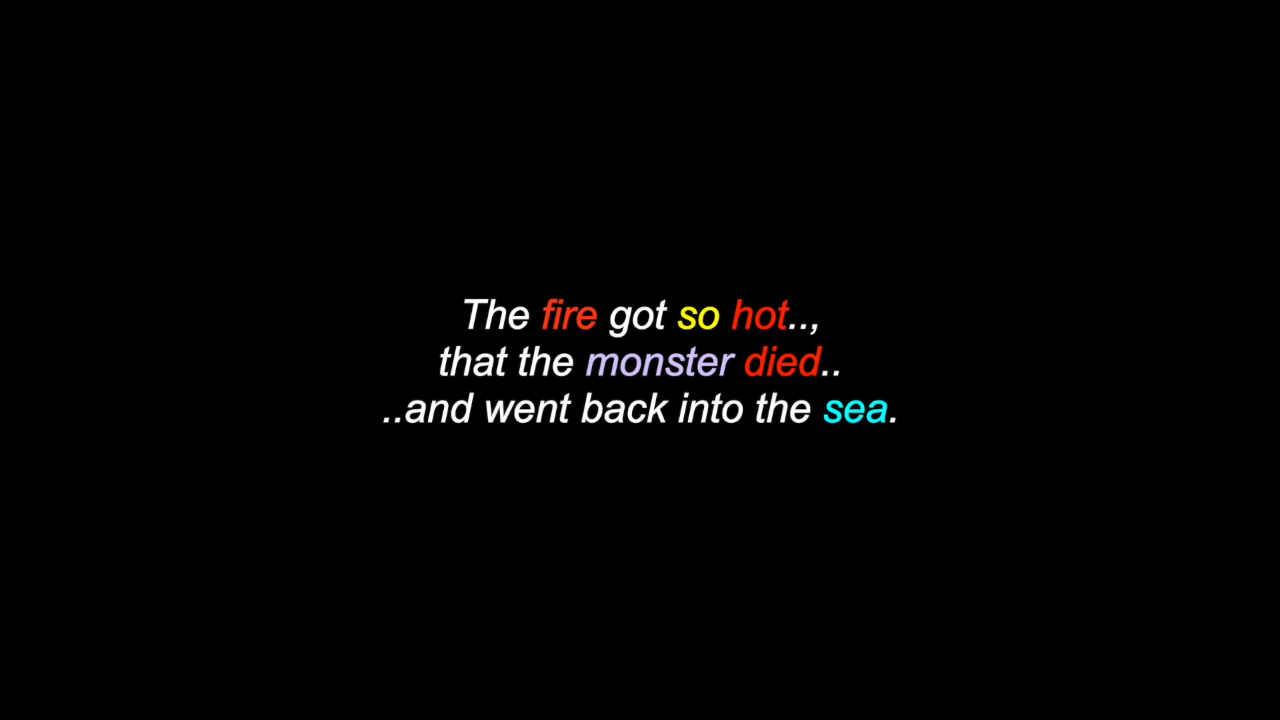 The fire got so hot..,
that the monster died..
..and went back into the sea.